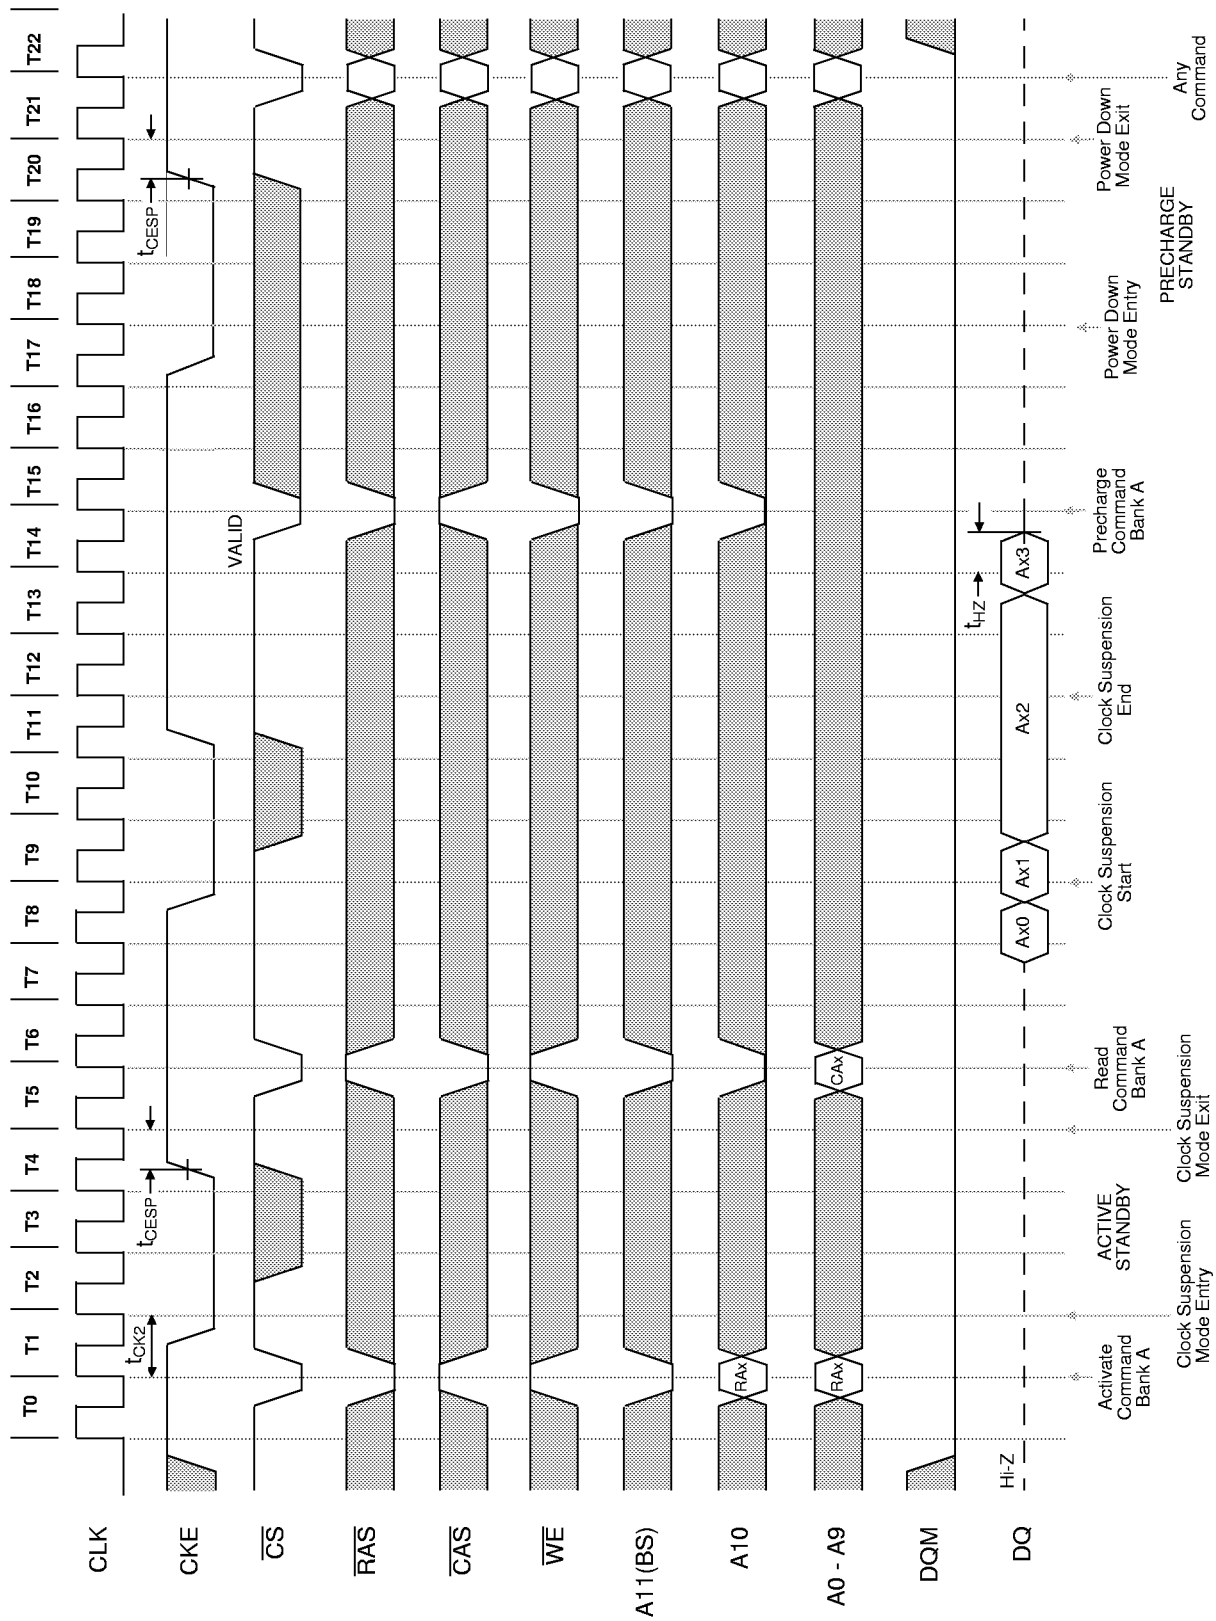 T0 T1 T2 T3 T4 T5 T6 T7 T8 T9 T10 T11 T12 T13 T14 T15 T16 T17 T18 T19 T20 T21 T22
CLK
tCK2
tCESP
tCESP
CKE
VALID
CS
RAS
CAS
WE
A11(BS)
RAx
A10
RAx
CAx
A0 - A9
DQM
tHZ
Hi-Z
Ax0
Ax1
Ax2
Ax3
DQ
Activate
Command
Bank A
Read
Command
Bank A
Clock Suspension
Start
Clock Suspension
End
Precharge
Command
Bank A
Power Down
Mode Entry
Power Down
Mode Exit
Any
Command
ACTIVE
STANDBY
PRECHARGE
STANDBY
Clock Suspension
Mode Entry
Clock Suspension
Mode Exit